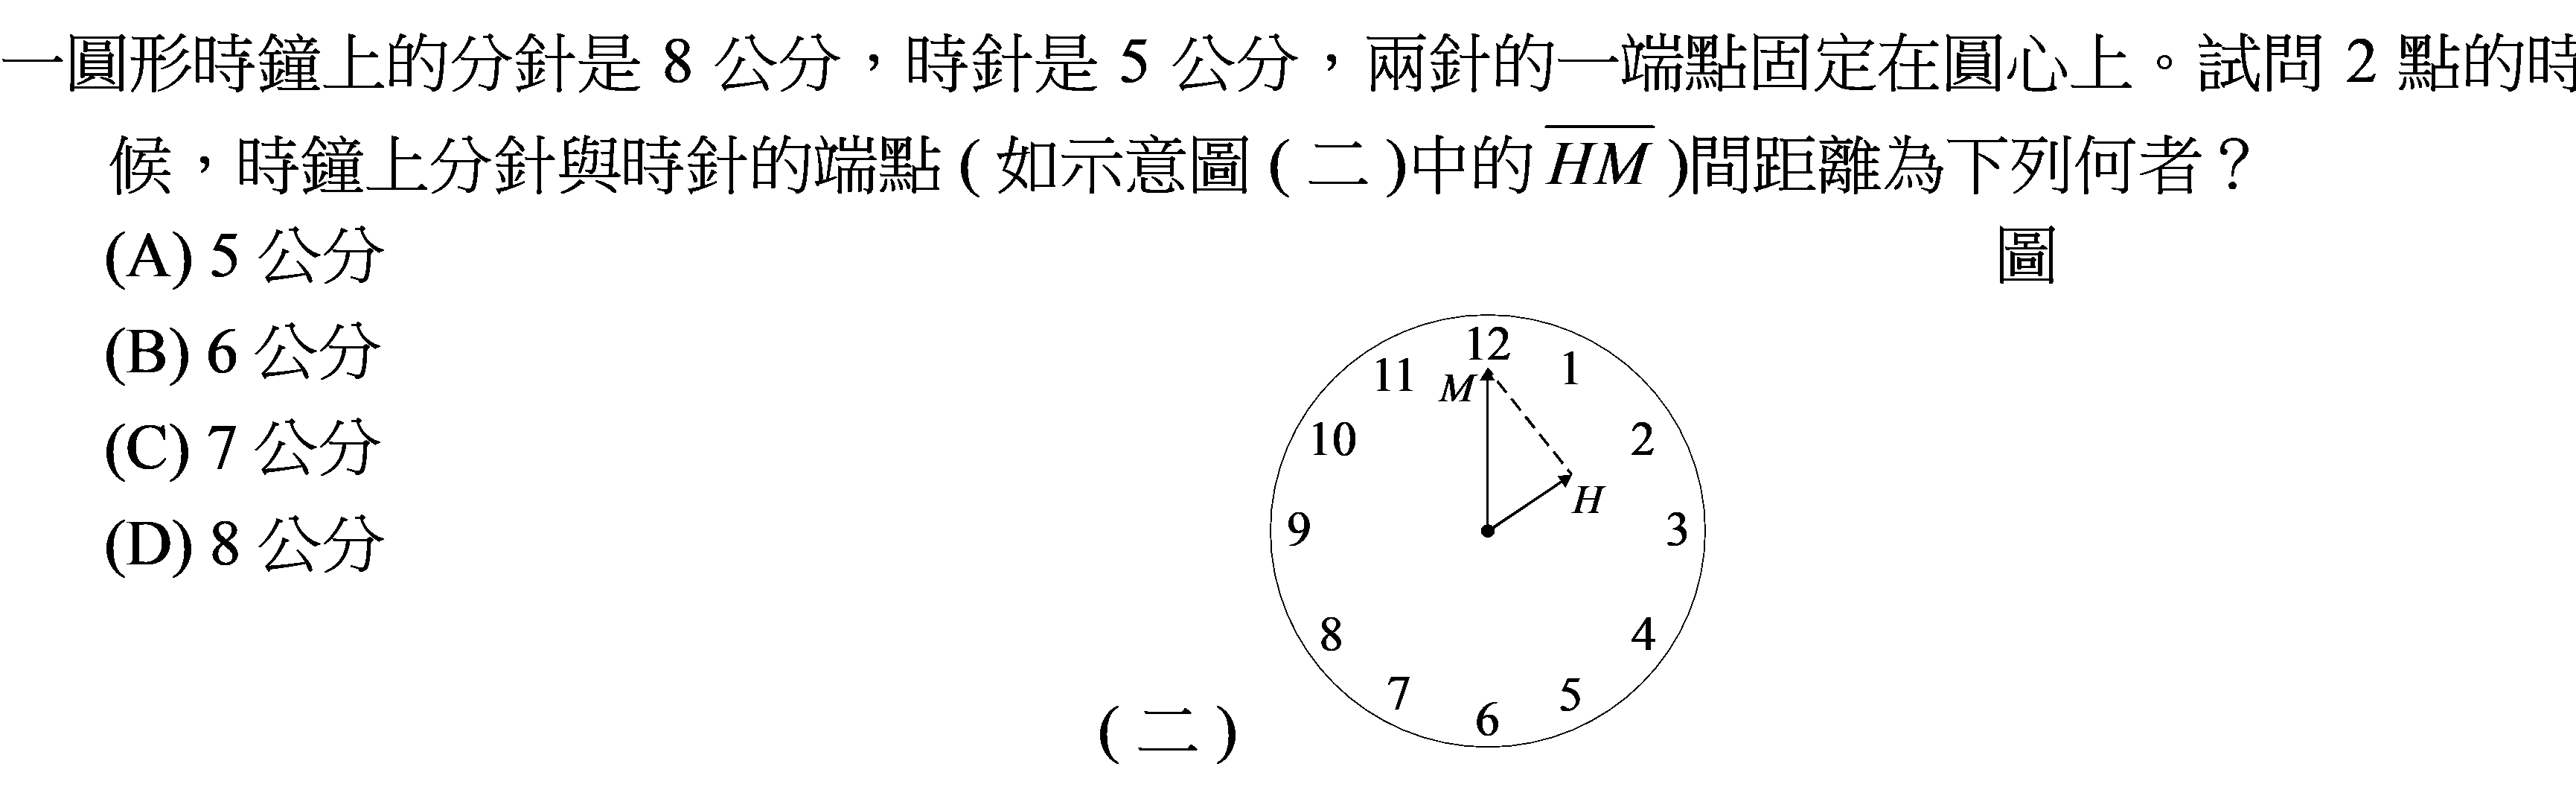 一圓形時鐘上的分針是 8 公分，時針是 5 公分，兩針的一端點固定在圓心上。試問 2 點的時
候，時鐘上分針與時針的端點 ( 如示意圖 ( 二 )中的 HM )間距離為下列何者？
(A) 5 公分
圖
(B) 6 公分
(C) 7 公分
(D) 8 公分
12
11
M
1
10
2
H
9
3
8
4
7
5
6
( 二 )